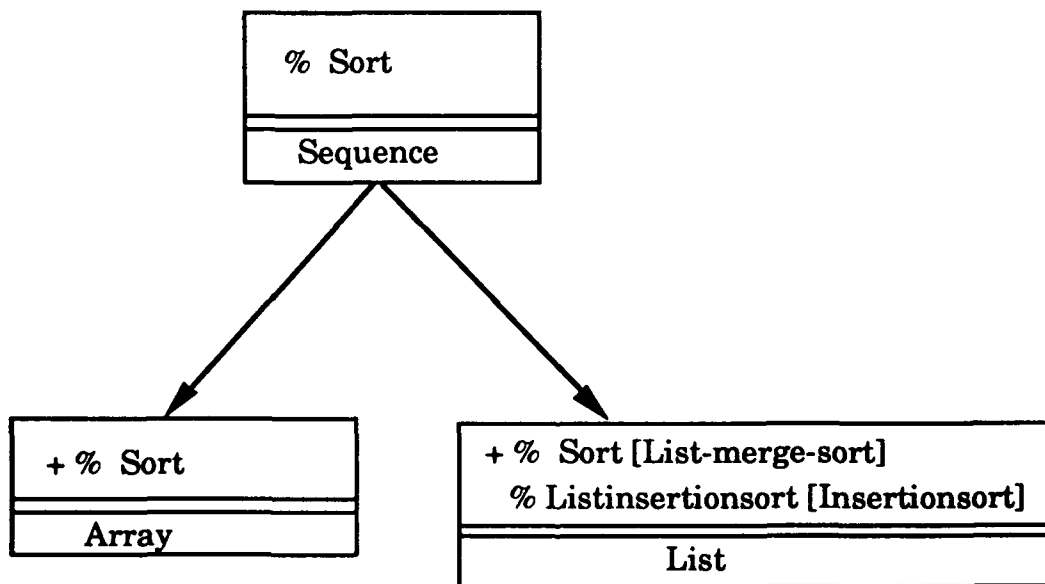 % Sort
Sequence
+ % Sort
Array
+ % Sort [List-merge-sort]
% Listinsertionsort [Insertionsort]
List